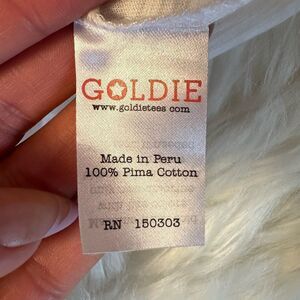 GOLDIE
www.goldietees.com
Made in Peru
100% Pima Cotton
RN 150303